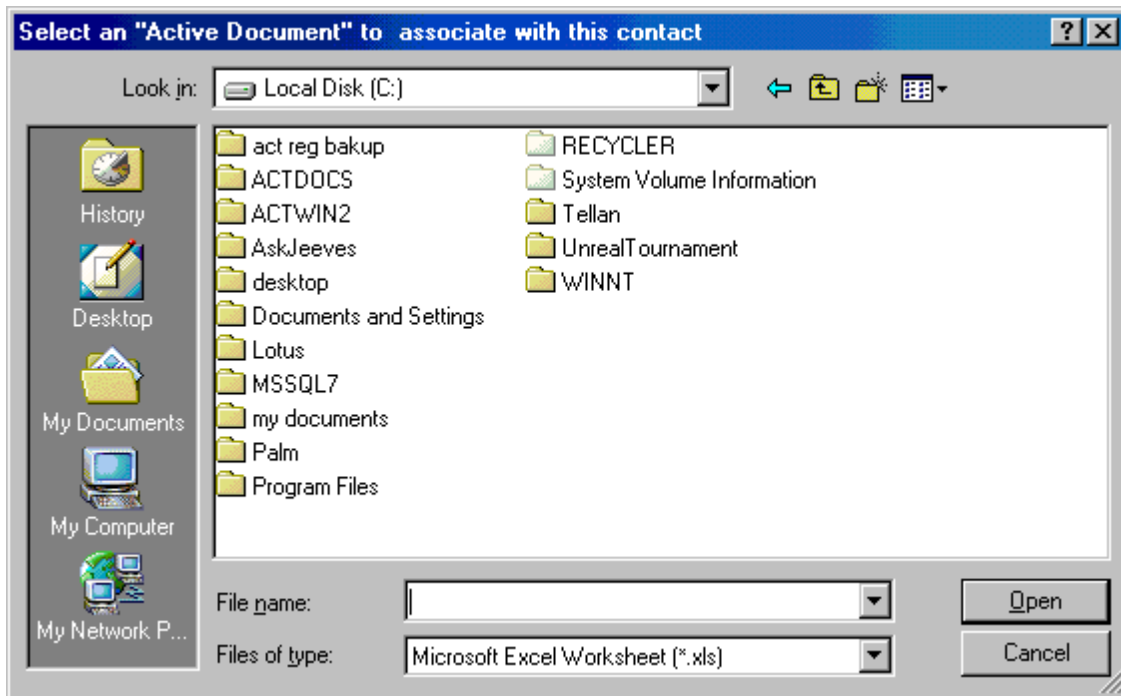 Select an "Active Document" to  associate with this contact
Look in: Local Disk (C:)
History
Desktop
My Documents
My Computer
My Network P...
act reg bakup
ACTDOCS
ACTWIN2
AskJeeves
desktop
Documents and Settings
Lotus
MSSQL7
my documents
Palm
Program Files
RECYCLER
System Volume Information
Tellan
UnrealTournament
WINNT
File name:
Open
Files of type: Microsoft Excel Worksheet (*.xls)
Cancel